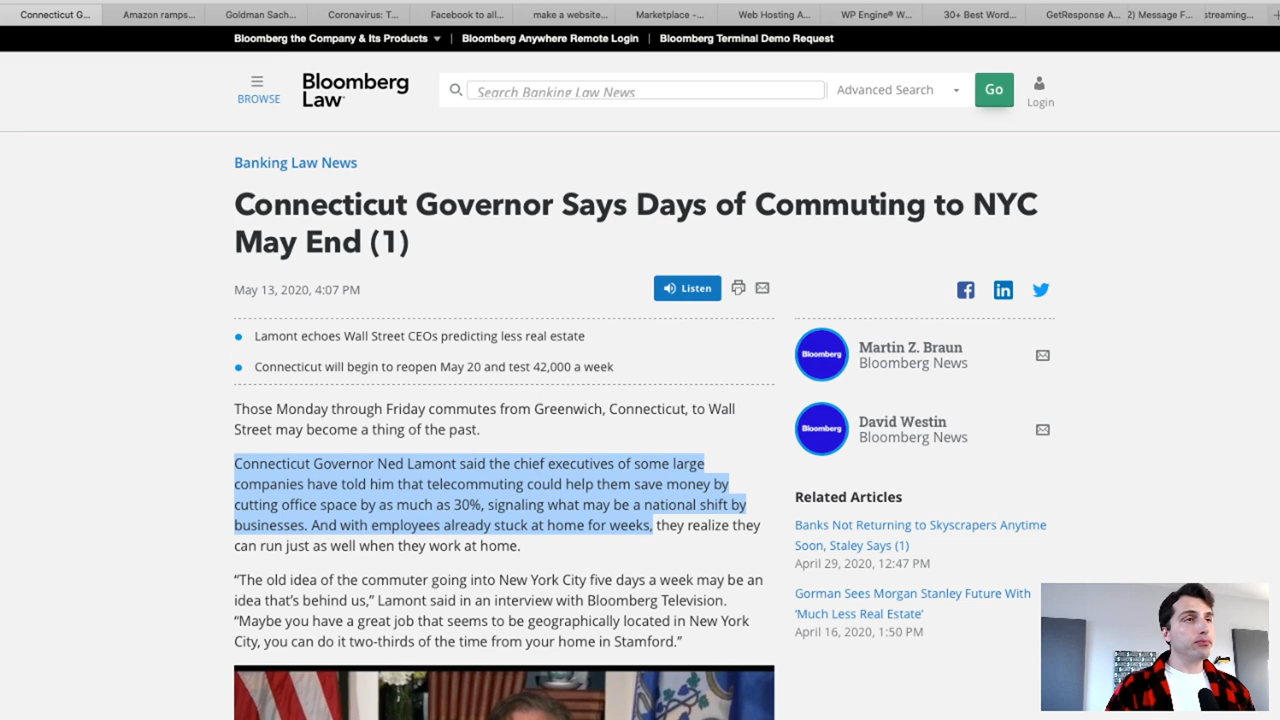 Connecticut G...
Amazon ramps...
Goldman Sach...
Coronavirus: T...
Facebook to all...
make a website...
Marketplace -...
Web Hosting A...
WP Engine® W...
30+ Best Word...
GetResponse A...
2) Message F...
streaming...
Bloomberg the Company & Its Products
Bloomberg Anywhere Remote Login
Bloomberg Terminal Demo Request
BROWSE
Bloomberg
Law
Search Banking Law News
Advanced Search
Go
Login
Banking Law News
Connecticut Governor Says Days of Commuting to NYC
May End (1)
May 13, 2020, 4:07 PM
Listen
Lamont echoes Wall Street CEOs predicting less real estate
Connecticut will begin to reopen May 20 and test 42,000 a week
Those Monday through Friday commutes from Greenwich, Connecticut, to Wall
Street may become a thing of the past.
Connecticut Governor Ned Lamont said the chief executives of some large
companies have told him that telecommuting could help them save money by
cutting office space by as much as 30%, signaling what may be a national shift by
businesses. And with employees already stuck at home for weeks, they realize they
can run just as well when they work at home.
“The old idea of the commuter going into New York City five days a week may be an
idea that’s behind us,” Lamont said in an interview with Bloomberg Television.
“Maybe you have a great job that seems to be geographically located in New York
City, you can do it two-thirds of the time from your home in Stamford.”
Bloomberg
Martin Z. Braun
Bloomberg News
Bloomberg
David Westin
Bloomberg News
Related Articles
Banks Not Returning to Skyscrapers Anytime
Soon, Staley Says (1)
April 29, 2020, 12:47 PM
Gorman Sees Morgan Stanley Future With
‘Much Less Real Estate’
April 16, 2020, 1:50 PM